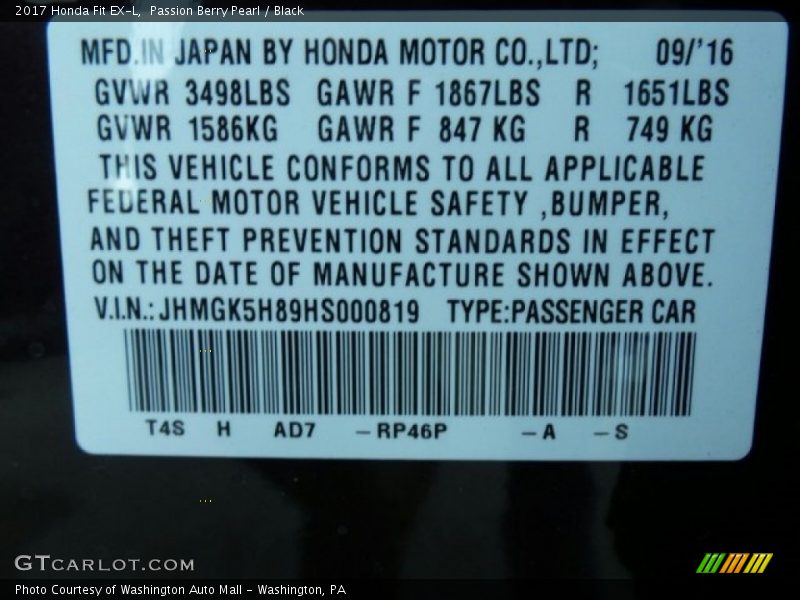 2017 Honda Fit EX-L,  Passion Berry Pearl / Black
MFD.IN JAPAN BY HONDA MOTOR CO.,LTD; 09/'16
GVWR 3498LBS GAWR F 1867LBS R 1651LBS
GVWR 1586KG GAWR F 847 KG R 749 KG
THIS VEHICLE CONFORMS TO ALL APPLICABLE
FEDERAL MOTOR VEHICLE SAFETY ,BUMPER,
AND THEFT PREVENTION STANDARDS IN EFFECT
ON THE DATE OF MANUFACTURE SHOWN ABOVE.
V.I.N.: JHMGK5H89HS000819 TYPE:PASSENGER CAR
T4S H AD7 -RP46P -A -S
GTCARLOT.COM
Photo Courtesy of Washington Auto Mall - Washington, PA